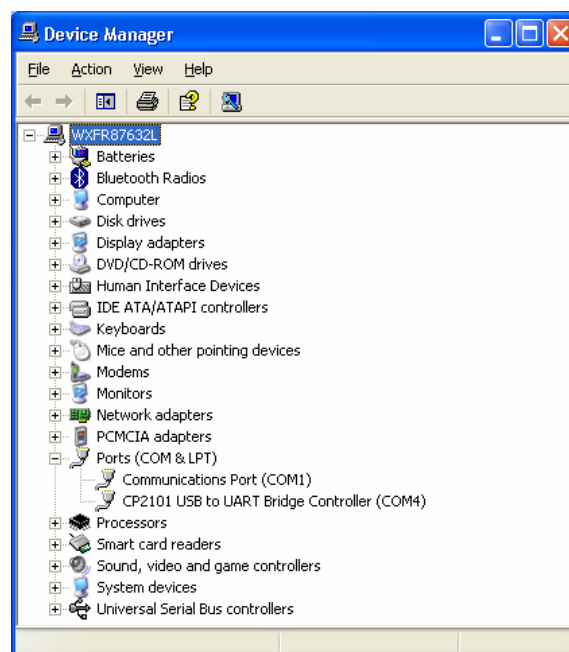 Device Manager
File Action View Help
WXFR87632L
Batteries
Bluetooth Radios
Computer
Disk drives
Display adapters
DVD/CD-ROM drives
Human Interface Devices
IDE ATA/ATAPI controllers
Keyboards
Mice and other pointing devices
Modems
Monitors
Network adapters
PCMCIA adapters
Ports (COM & LPT)
Communications Port (COM1)
CP2101 USB to UART Bridge Controller (COM4)
Processors
Smart card readers
Sound, video and game controllers
System devices
Universal Serial Bus controllers